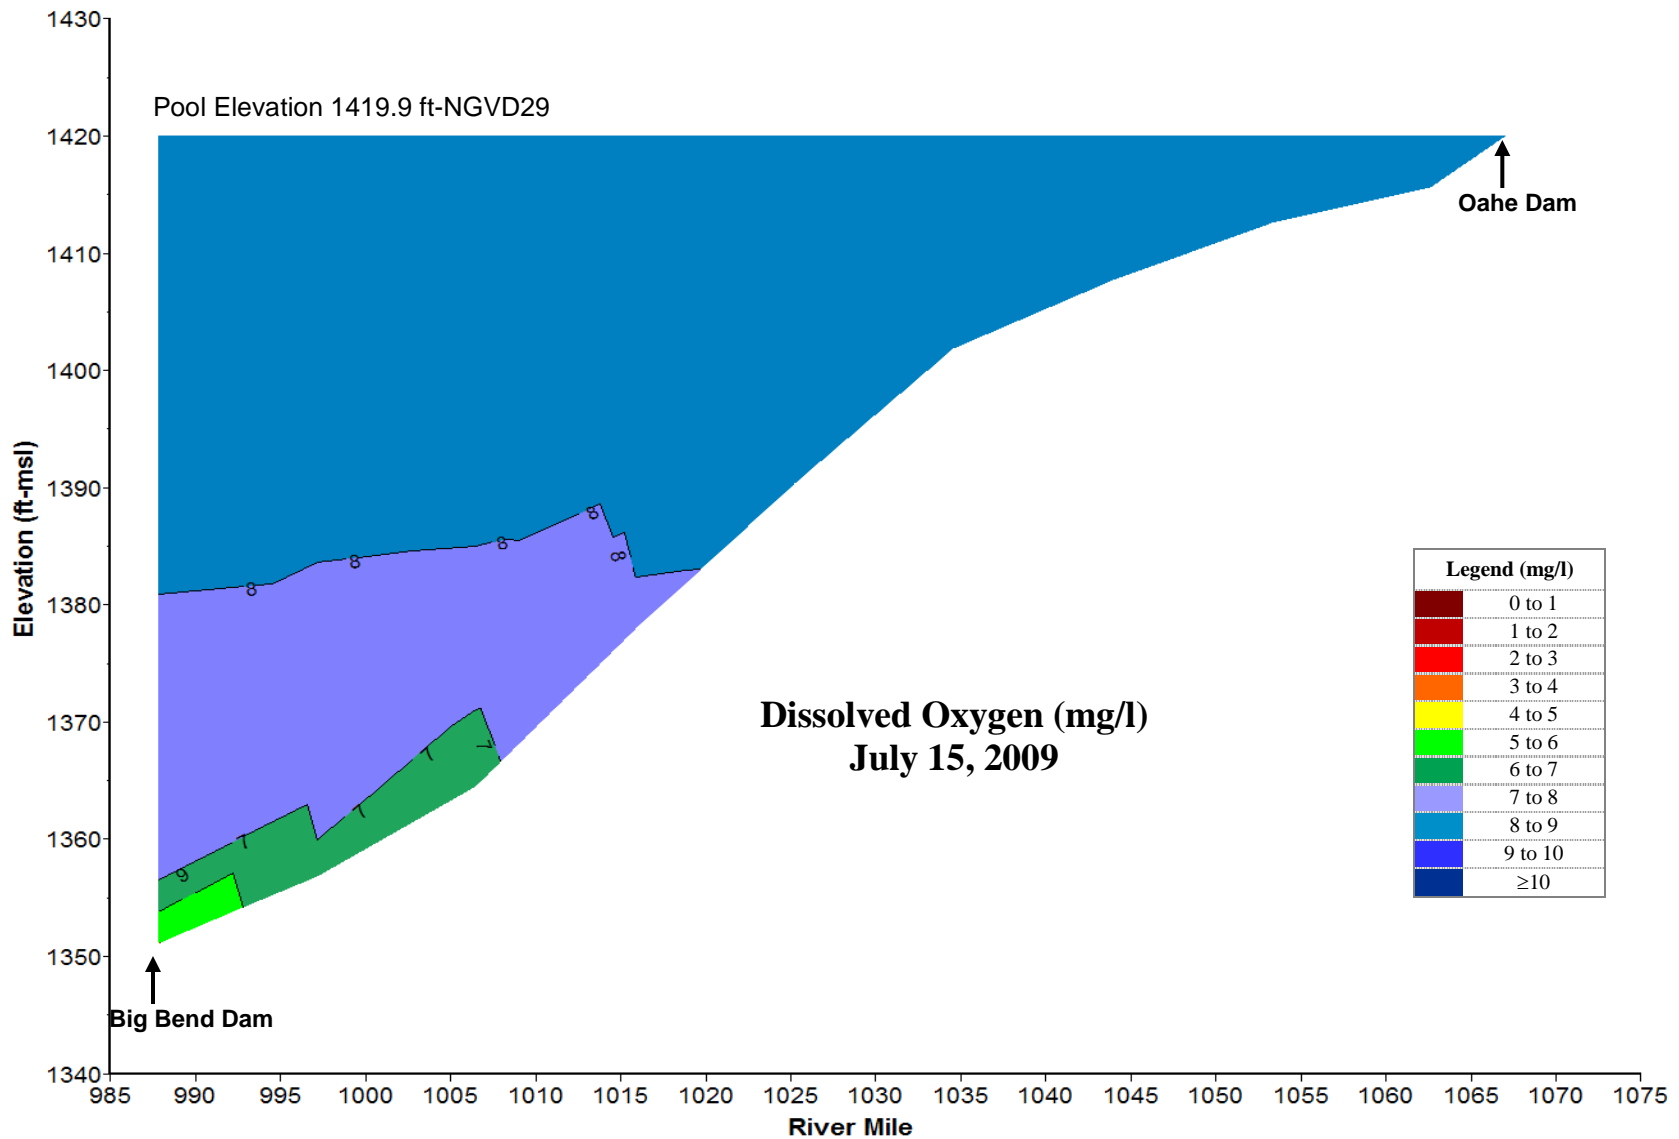 1430
Pool Elevation 1419.9 ft-NGVD29
1420
Oahe Dam
1410
1400
1390
1380
1370
1360
1350
1340
Elevation (ft-msl)
8
8
8
8
8
7
7
7
7
6
Dissolved Oxygen (mg/l)
July 15, 2009
Legend (mg/l)
0 to 1
1 to 2
2 to 3
3 to 4
4 to 5
5 to 6
6 to 7
7 to 8
8 to 9
9 to 10
≥10
Big Bend Dam
985 990 995 1000 1005 1010 1015 1020 1025 1030 1035 1040 1045 1050 1055 1060 1065 1070 1075
River Mile